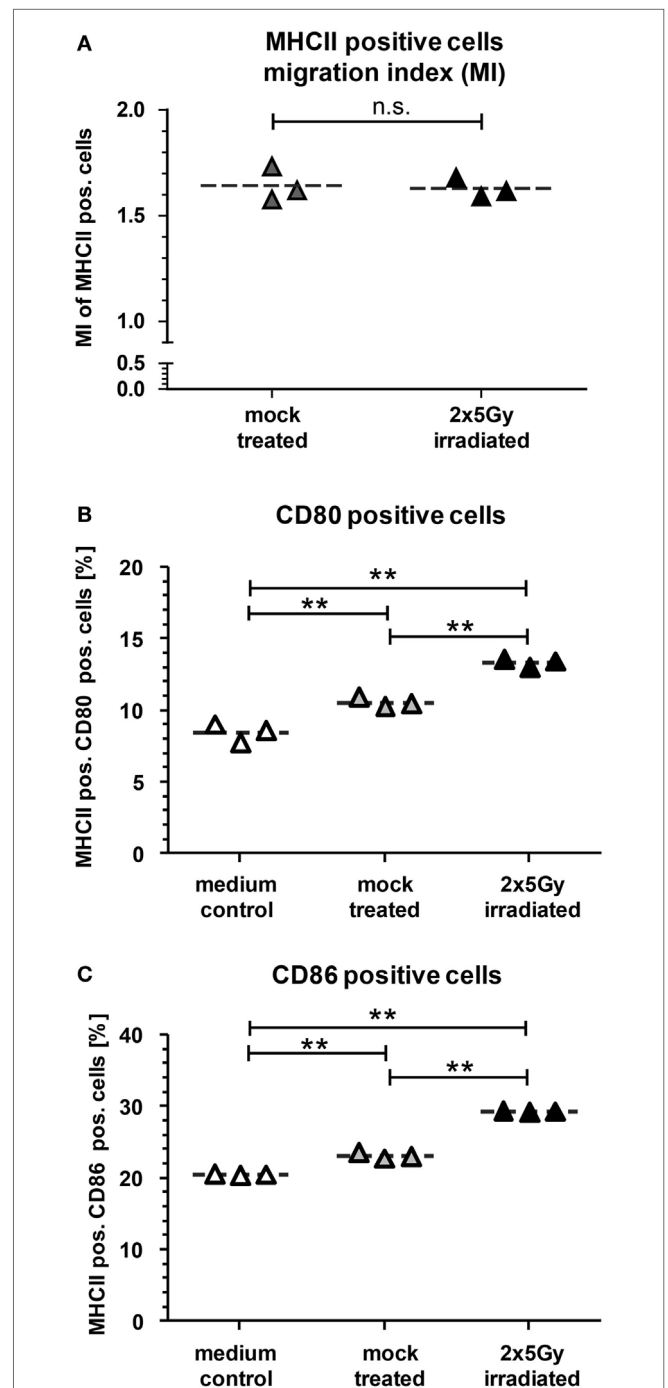 A
MHCII positive cells
migration index (MI)
n.s.
MI of MHCII pos. cells
2.0
1.5
1.0
0.5
0.0
mock
treated
2x5Gy
irradiated
B
CD80 positive cells
MHCII pos. CD80 pos. cells [%]
20
15
10
5
0
**
**
**
medium
control
mock
treated
2x5Gy
irradiated
C
CD86 positive cells
MHCII pos. CD86 pos. cells [%]
40
30
20
10
0
**
**
**
medium
control
mock
treated
2x5Gy
irradiated